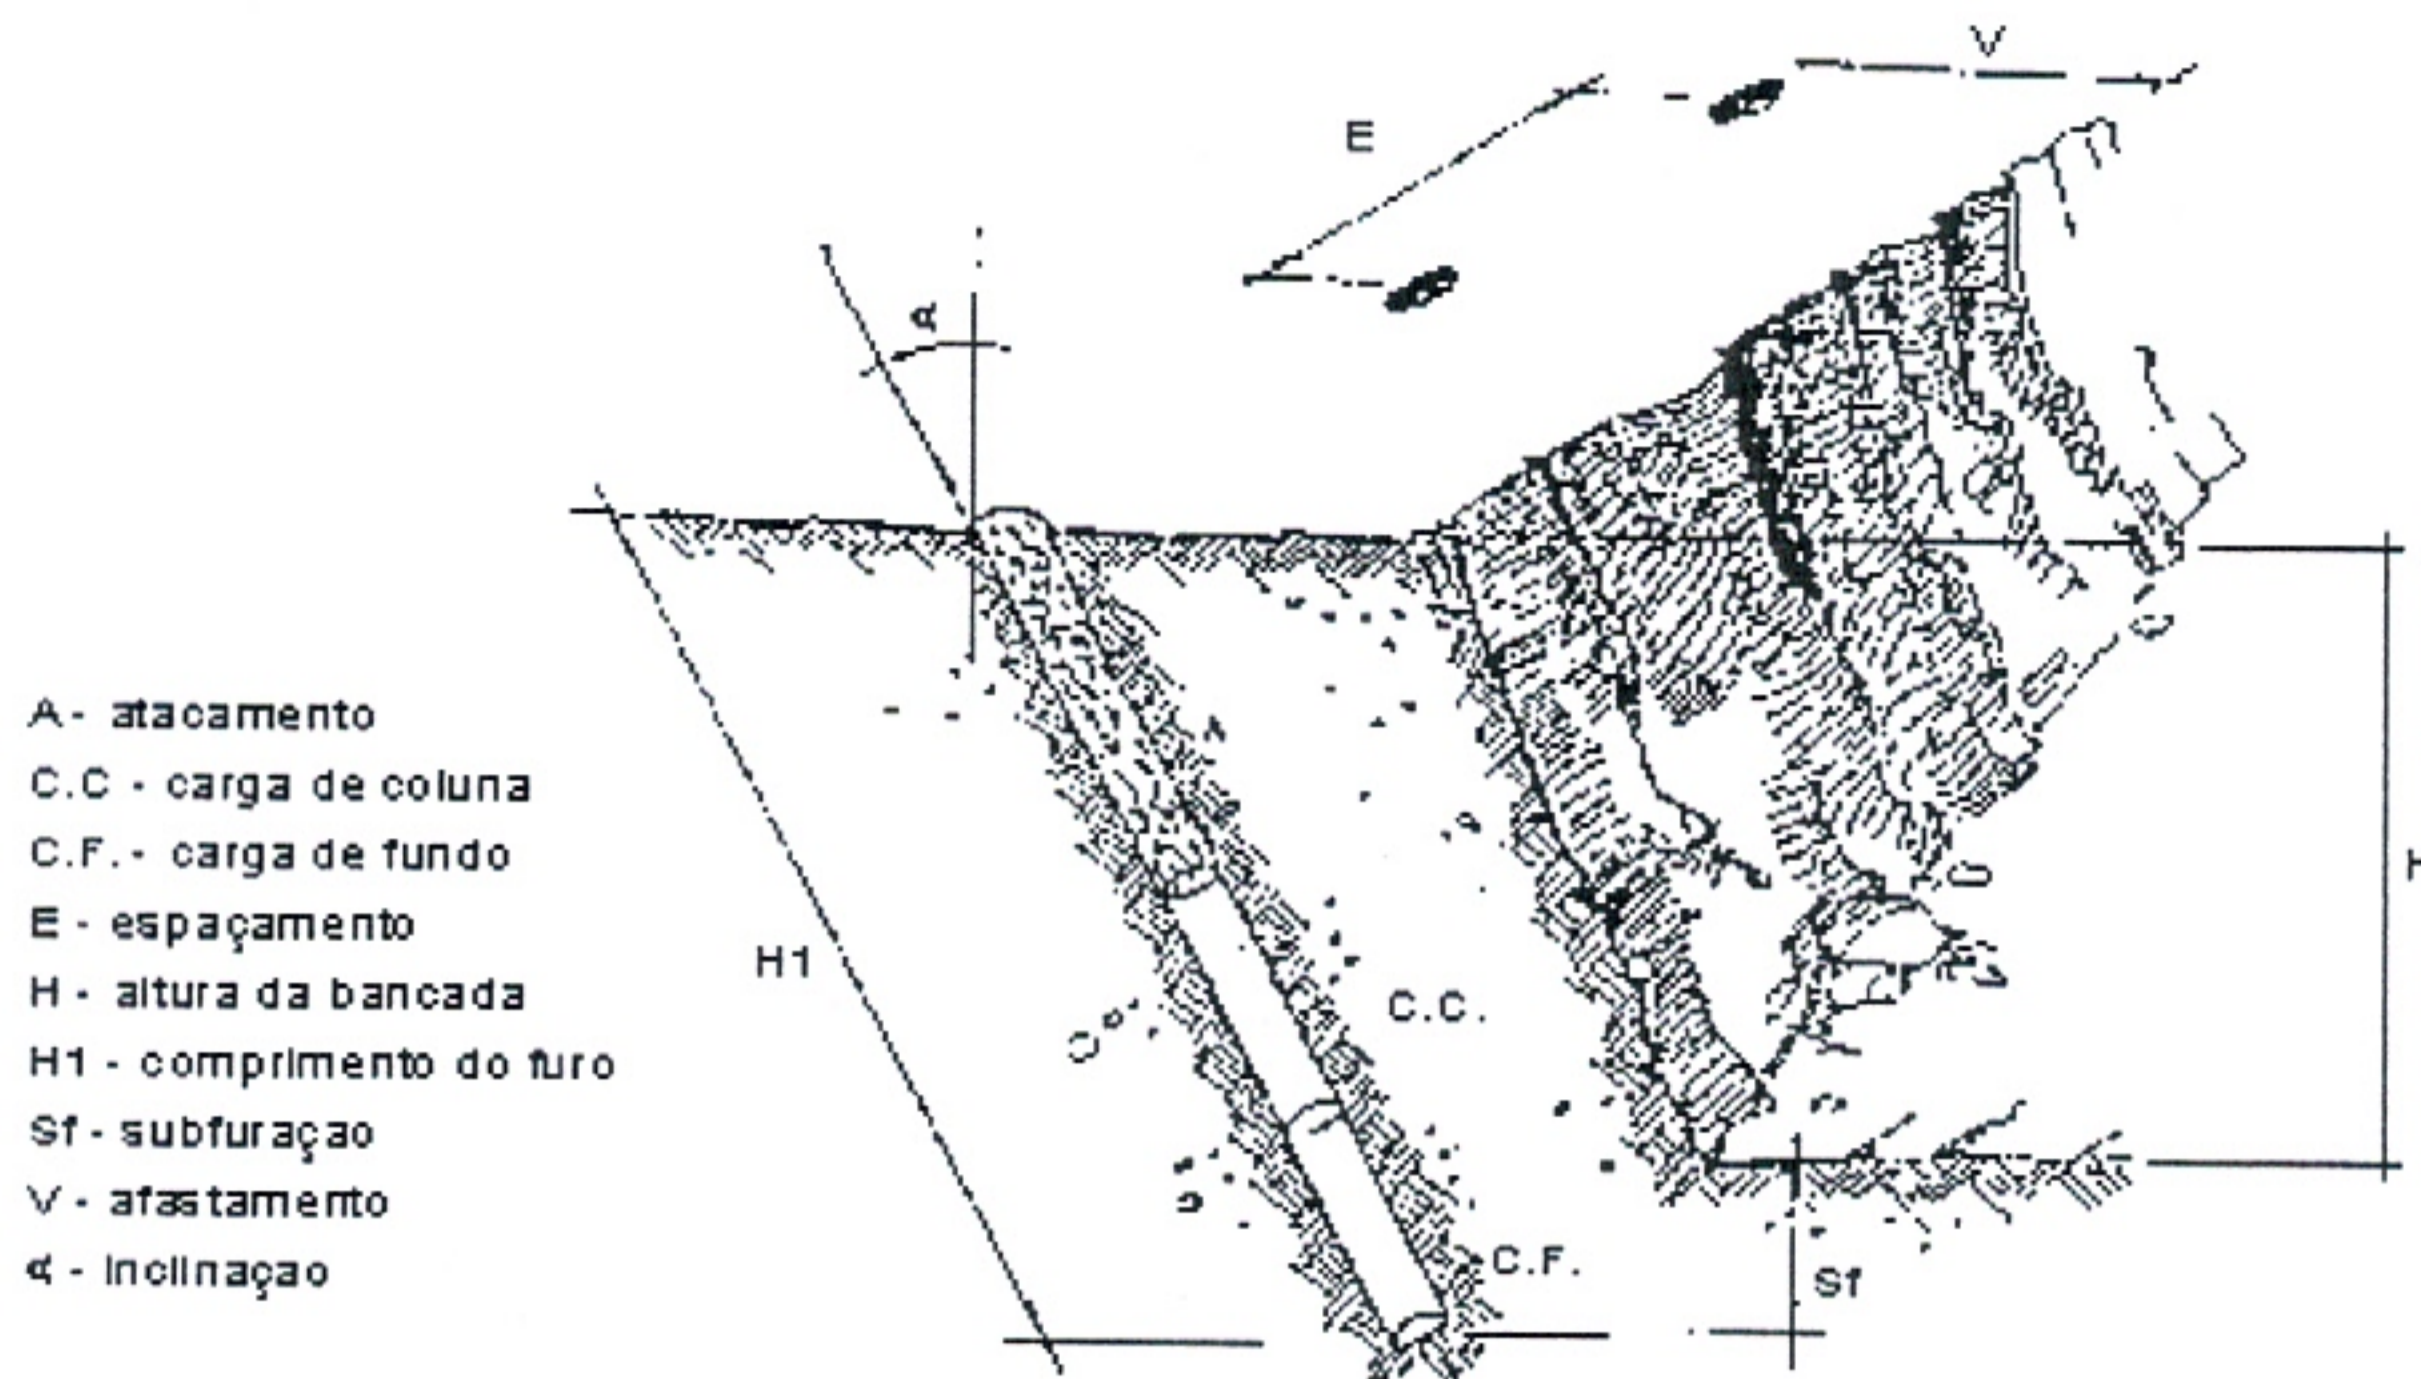 V
E
α
A - atacamento
C.C - carga de coluna
C.F. - carga de fundo
E - espaçamento
H - altura da bancada
H1 - comprimento do furo
Sf - subfuraçao
V - afastamento
α - inclinaçao
A
H1
C.C.
H
C.F.
Sf